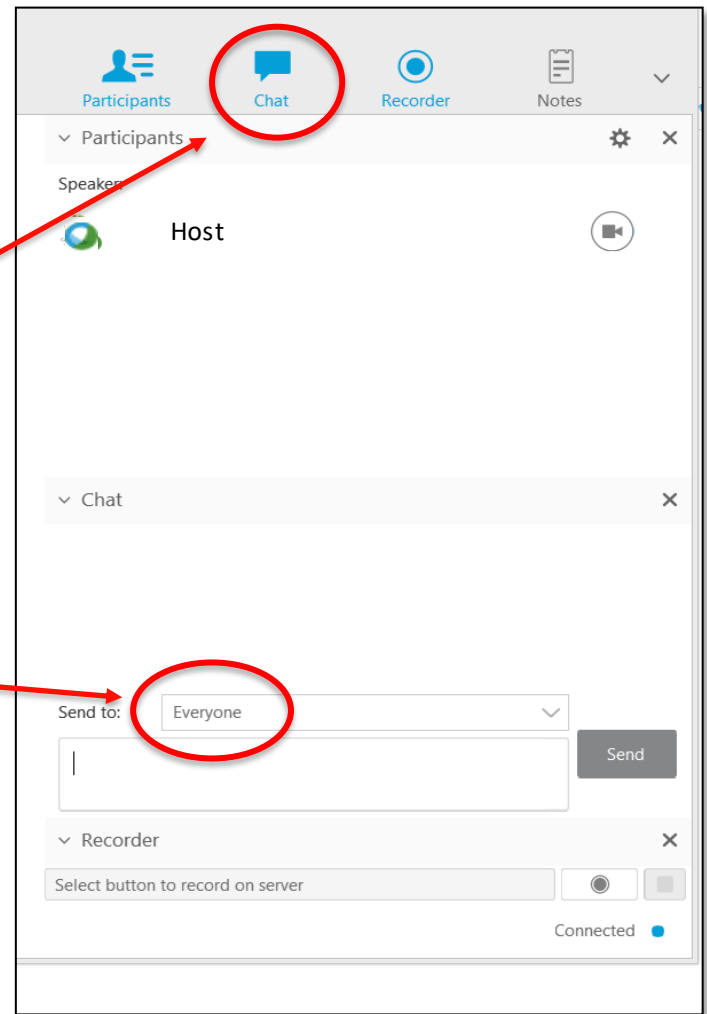 Participants Chat Recorder Notes
Participants
Speaker:
Host
Chat
Send to: Everyone
Send
Recorder
Select button to record on server
Connected